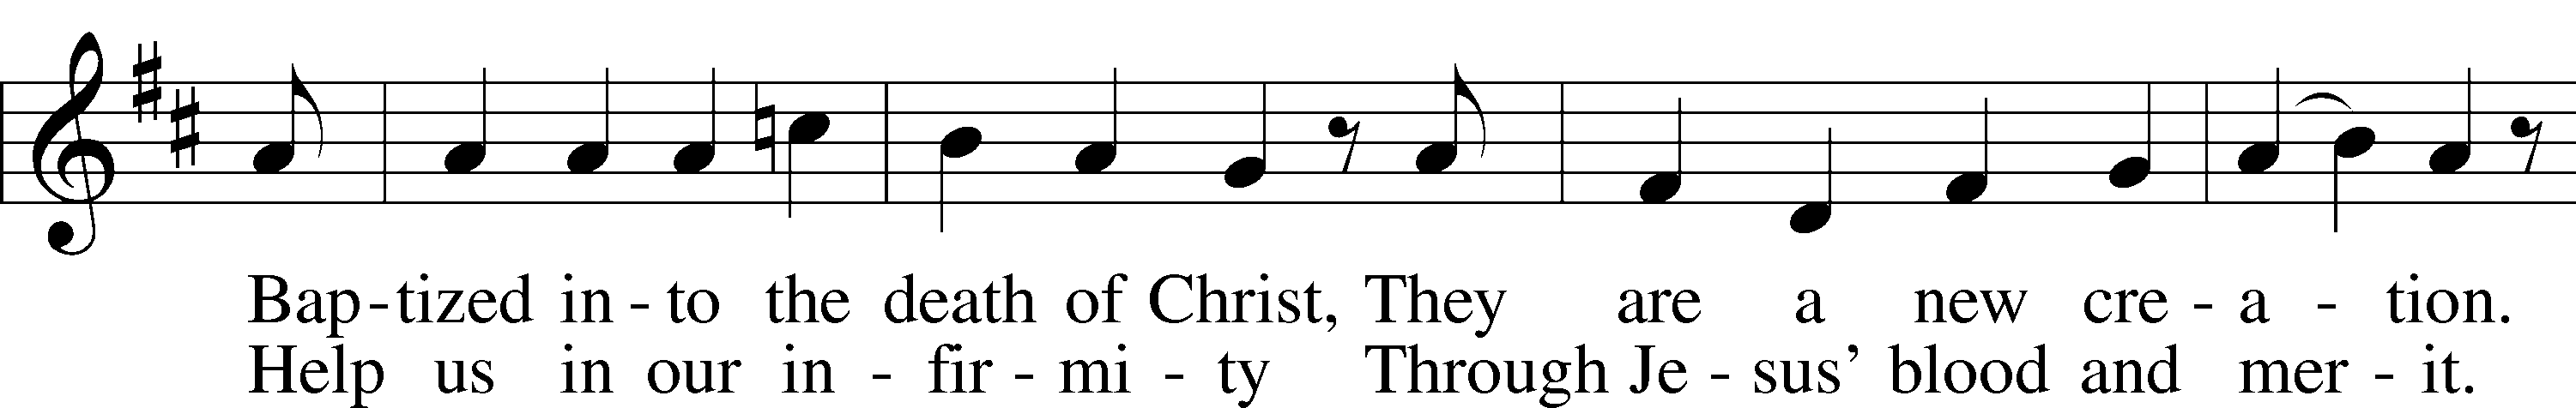 Bap-tized in-to the death of Christ, They are a new cre-a-tion.
Help us in our in-fir-mi-ty Through Je-sus’ blood and mer-it.